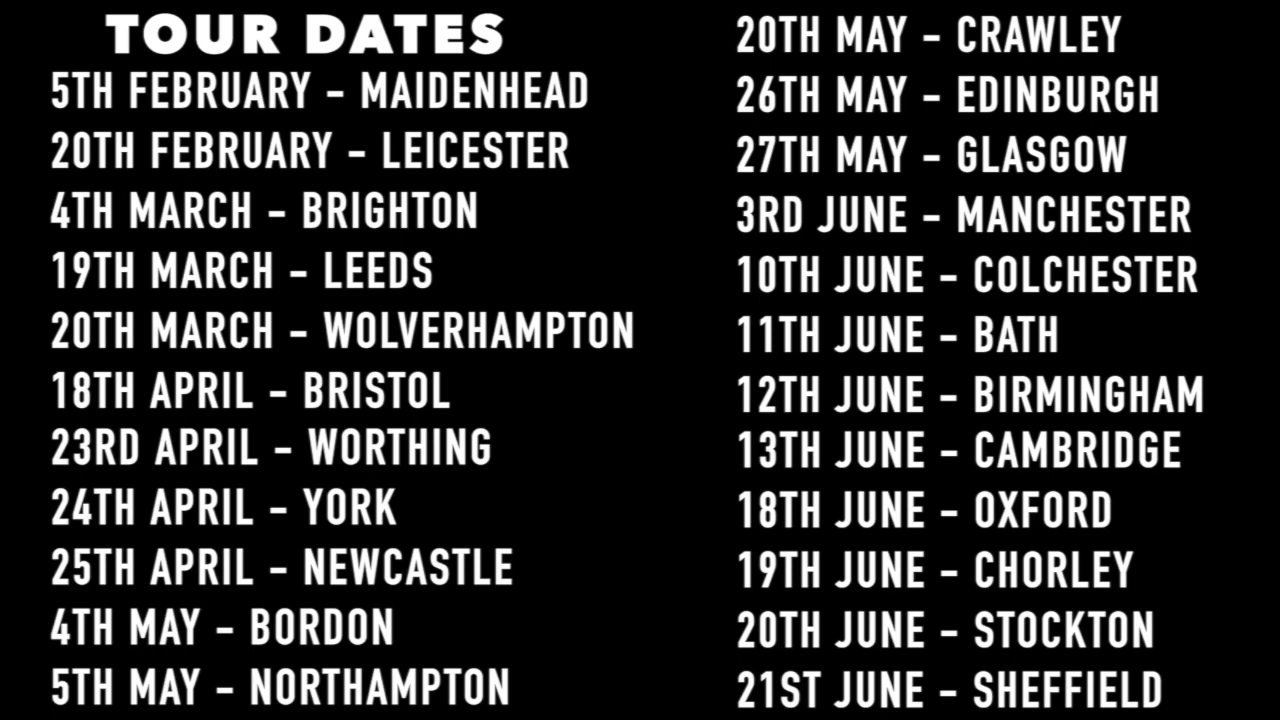 TOUR DATES
5TH FEBRUARY - MAIDENHEAD
20TH FEBRUARY - LEICESTER
4TH MARCH - BRIGHTON
19TH MARCH - LEEDS
20TH MARCH - WOLVERHAMPTON
18TH APRIL - BRISTOL
23RD APRIL - WORTHING
24TH APRIL - YORK
25TH APRIL - NEWCASTLE
4TH MAY - BORDON
5TH MAY - NORTHAMPTON
20TH MAY - CRAWLEY
26TH MAY - EDINBURGH
27TH MAY - GLASGOW
3RD JUNE - MANCHESTER
10TH JUNE - COLCHESTER
11TH JUNE - BATH
12TH JUNE - BIRMINGHAM
13TH JUNE - CAMBRIDGE
18TH JUNE - OXFORD
19TH JUNE - CHORLEY
20TH JUNE - STOCKTON
21ST JUNE - SHEFFIELD